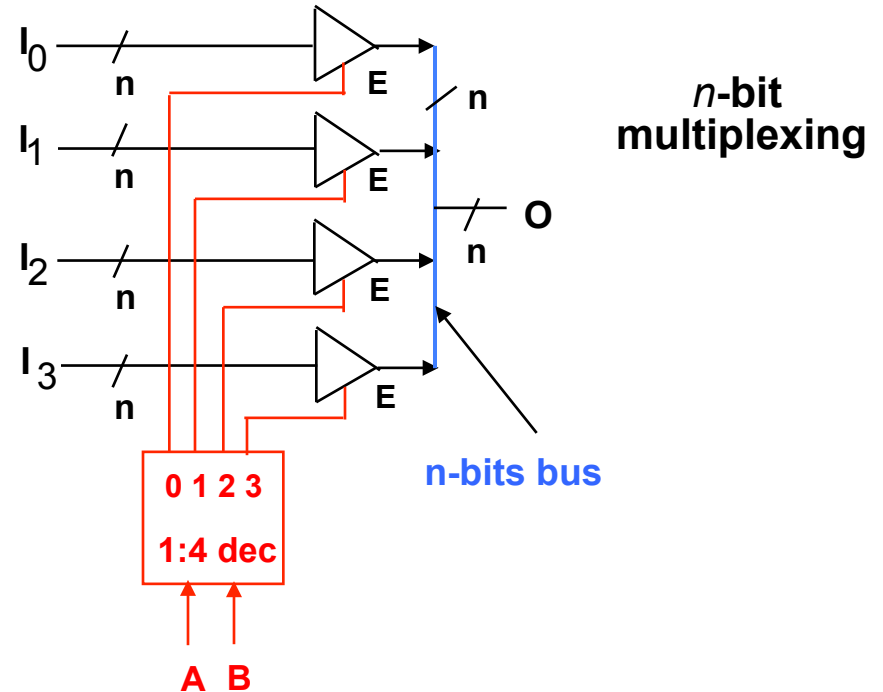 I0
n
E
n
n-bit
multiplexing
I1
n
E
O
n
I2
n
E
I3
n
E
n-bits bus
0 1 2 3
1:4 dec
A B